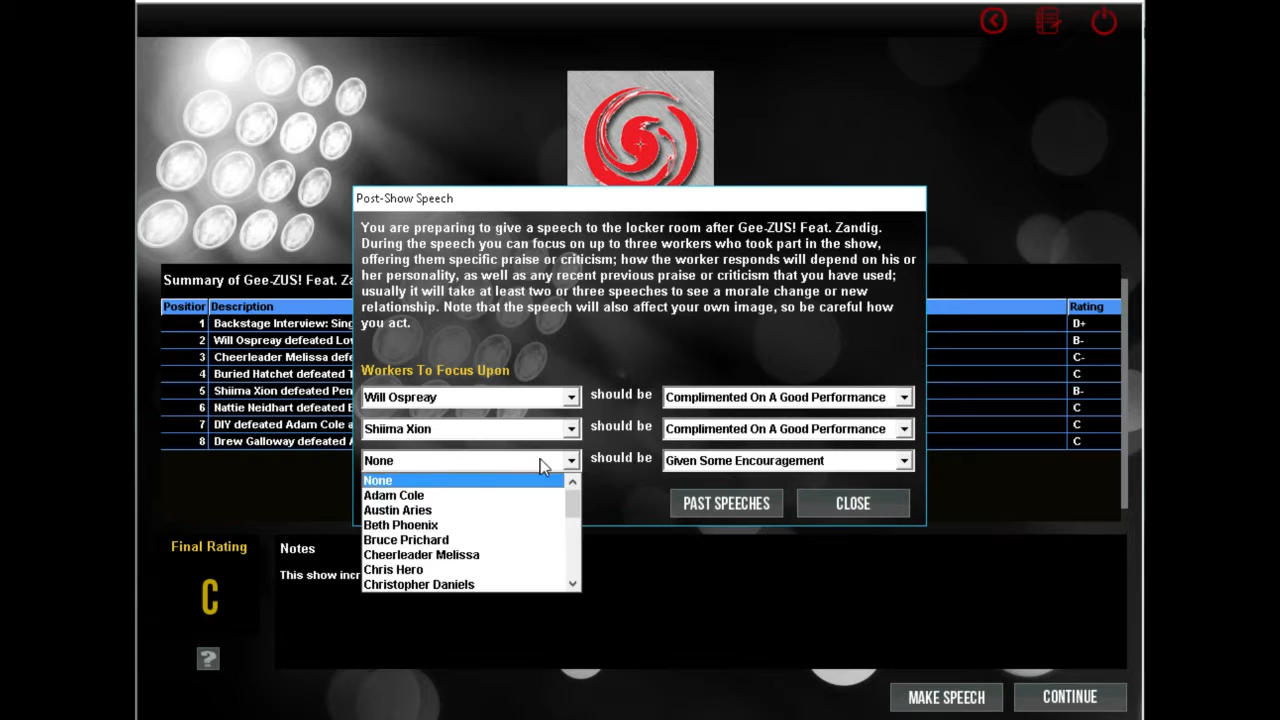 Post-Show Speech
You are preparing to give a speech to the locker room after Gee-ZUS! Feat. Zandig.
During the speech you can focus on up to three workers who took part in the show,
offering them specific praise or criticism; how the worker responds will depend on his or
her personality, as well as any recent previous praise or criticism that you have used;
usually it will take at least two or three speeches to see a morale change or new
relationship. Note that the speech will also affect your own image, so be careful how
you act.
Workers To Focus Upon
Will Ospreay should be Complimented On A Good Performance
Shiima Xion should be Complimented On A Good Performance
None should be Given Some Encouragement
None
Adam Cole
Austin Aries
Beth Phoenix
Bruce Prichard
Cheerleader Melissa
Chris Hero
Christopher Daniels
PAST SPEECHES CLOSE
Summary of Gee-ZUS! Feat.
Position Description Rating
1 Backstage Interview: D+
2 Will Ospreay defeated B-
3 Cheerleader Melissa C-
4 Buried Hatchet defeated C
5 Shiima Xion defeated B-
6 Nattie Neidhart defeated C
7 DIY defeated Adam Cole C
8 Drew Galloway defeated C
Final Rating
C
?
Notes
This show
MAKE SPEECH CONTINUE